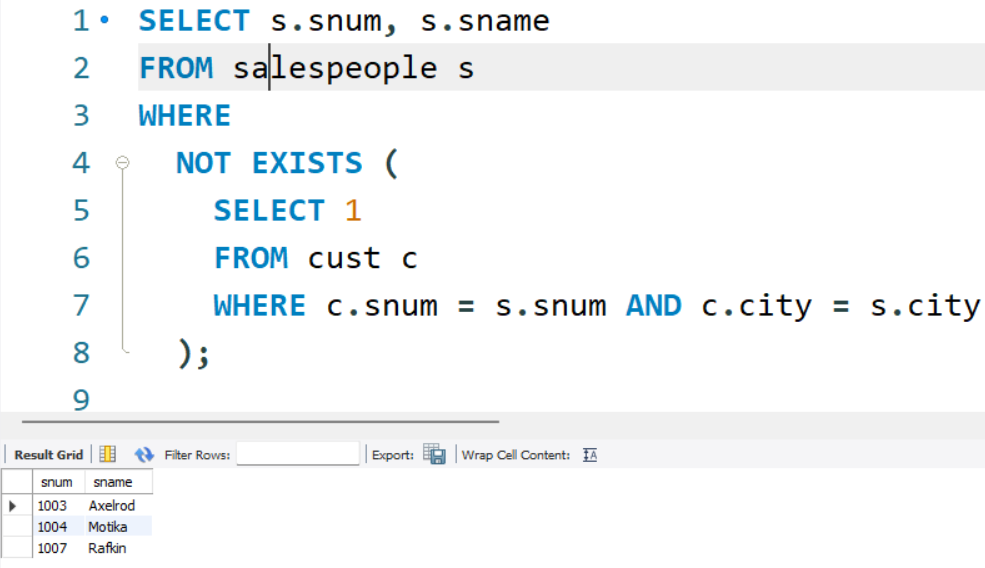 1 SELECT s.snum, s.sname
2 FROM salespeople s
3 WHERE
4 NOT EXISTS (
5 SELECT 1
6 FROM cust c
7 WHERE c.snum = s.snum AND c.city = s.city
8 );
9
Result Grid Filter Rows: Export: Wrap Cell Content: IA
snum sname
1003 Axelrod
1004 Motika
1007 Rafkin